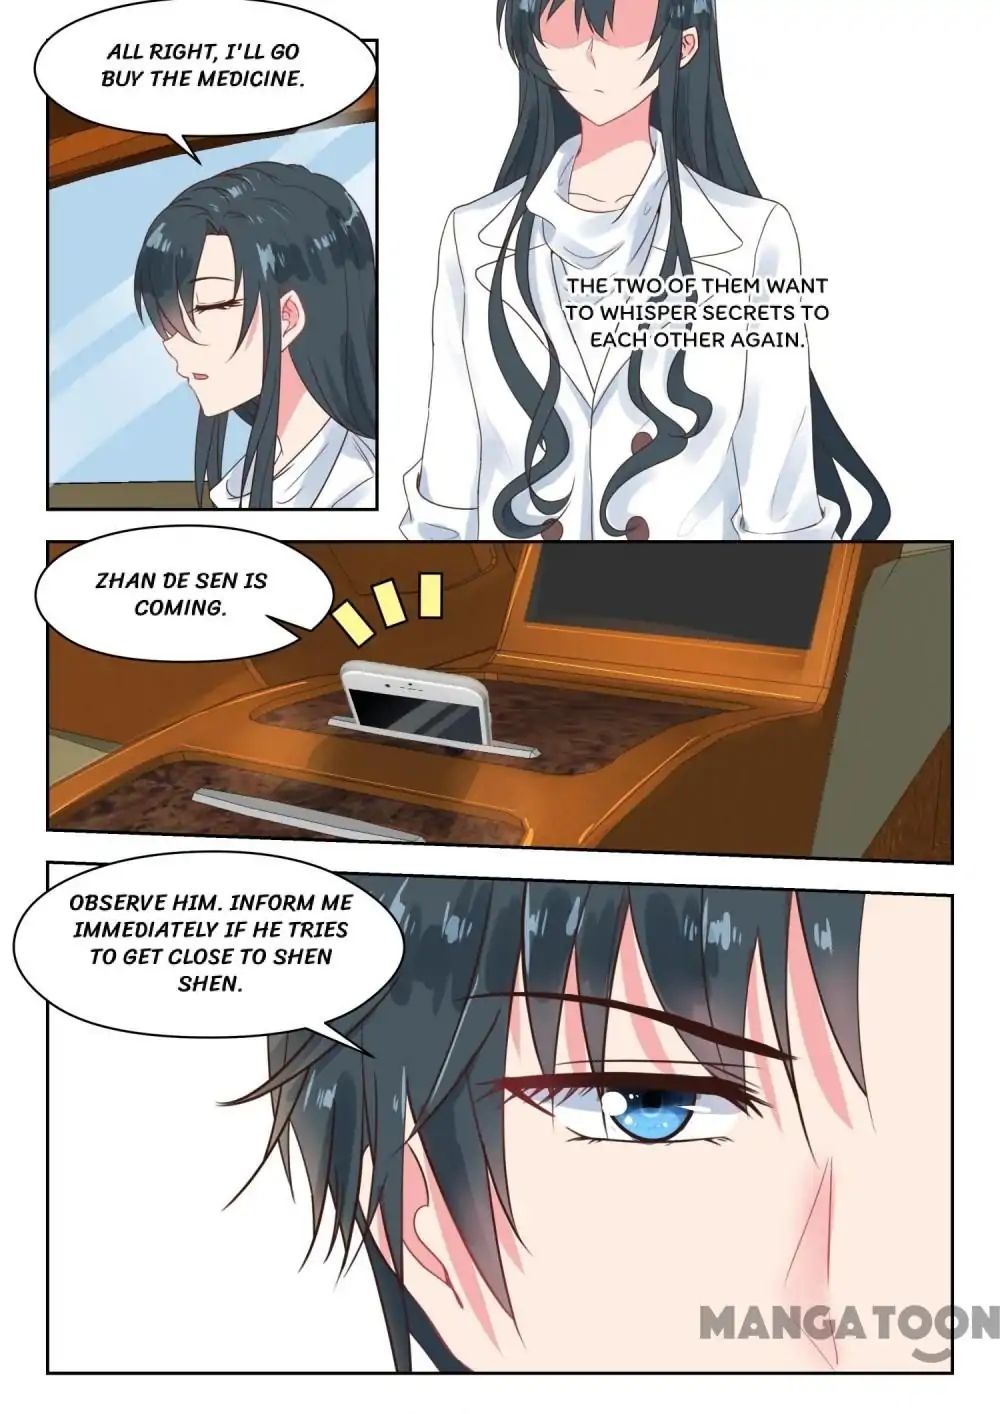 ALL RIGHT, I'LL GO
BUY THE MEDICINE.
THE TWO OF THEM WANT
TO WHISPER SECRETS TO
EACH OTHER AGAIN.
ZHAN DE SEN IS
COMING.
OBSERVE HIM. INFORM ME
IMMEDIATELY IF HE TRIES
TO GET CLOSE TO SHEN
SHEN.
MANGATOON